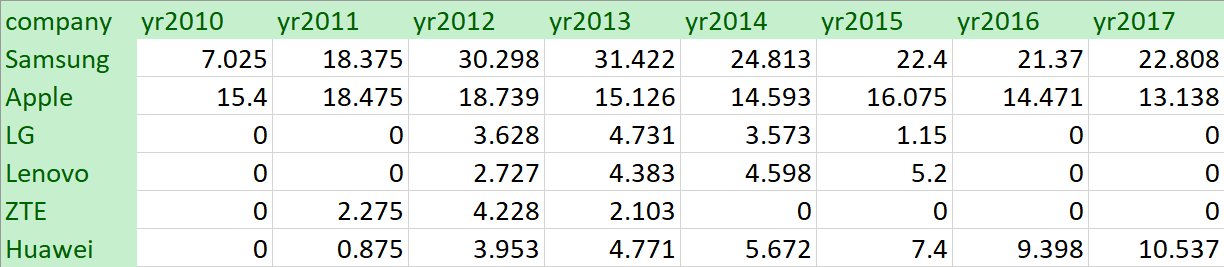 company yr2010 yr2011 yr2012 yr2013 yr2014 yr2015 yr2016 yr2017
Samsung 7.025 18.375 30.298 31.422 24.813 22.4 21.37 22.808
Apple 15.4 18.475 18.739 15.126 14.593 16.075 14.471 13.138
LG 0 0 3.628 4.731 3.573 1.15 0 0
Lenovo 0 0 2.727 4.383 4.598 5.2 0 0
ZTE 0 2.275 4.228 2.103 0 0 0 0
Huawei 0 0.875 3.953 4.771 5.672 7.4 9.398 10.537